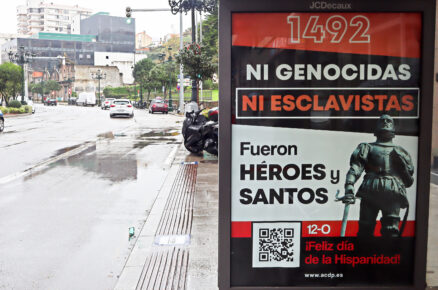 JCDecaux
1492
NI GENOCIDAS
NI ESCLAVISTAS
Fueron
HÉROES y
SANTOS
12-O
¡Feliz día
de la Hispanidad!
www.acdp.es